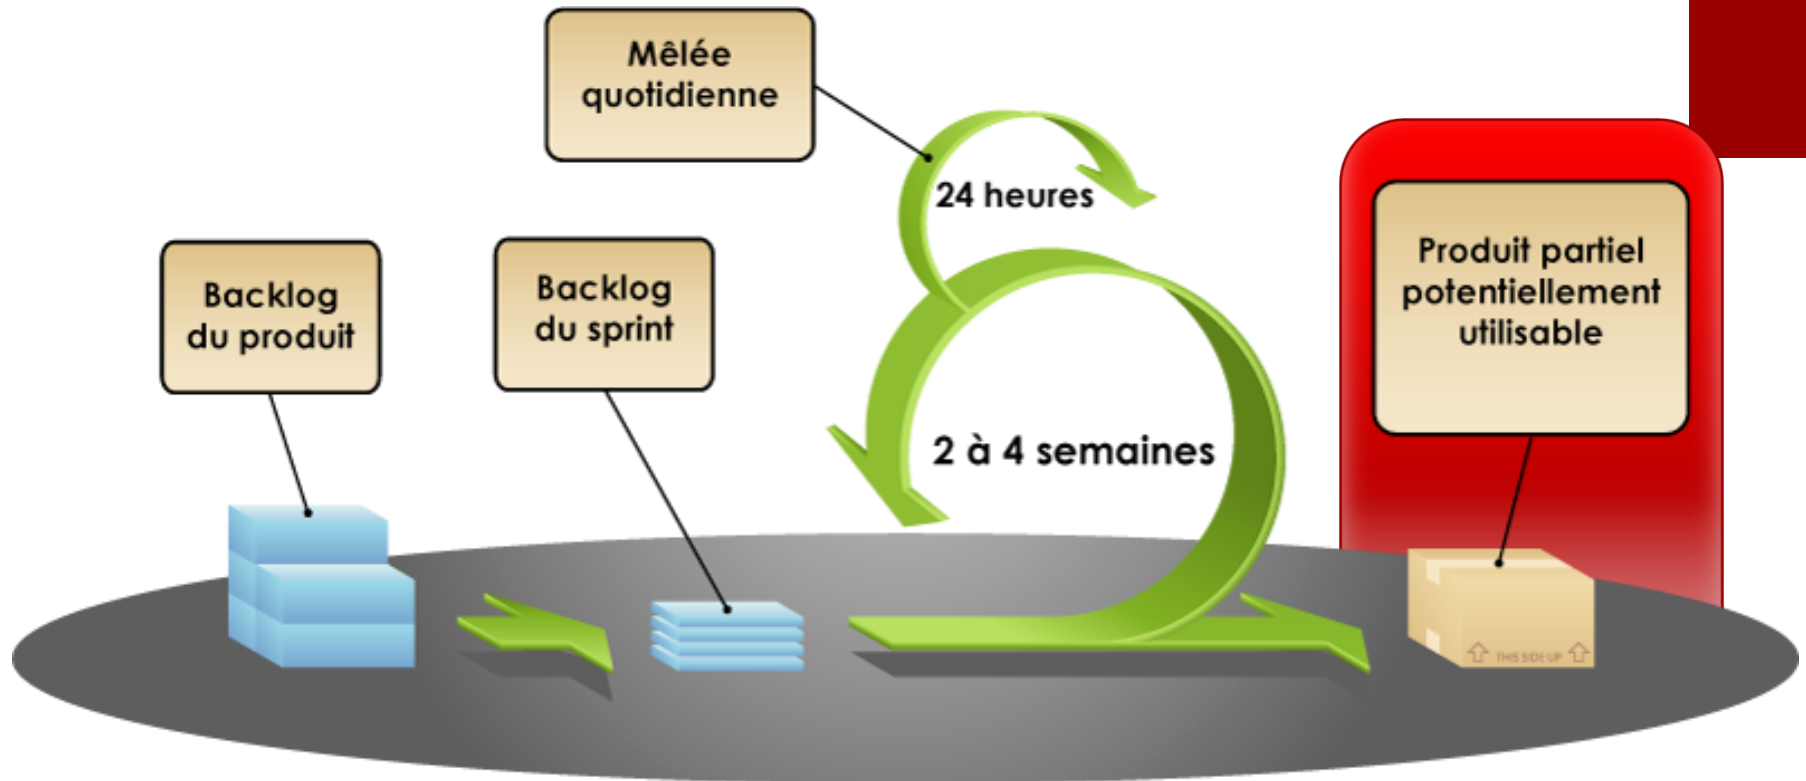 Mêlée
quotidienne
24 heures
Backlog
du produit
Backlog
du sprint
Produit partiel
potentiellement
utilisable
2 à 4 semaines
THIS SIDE UP